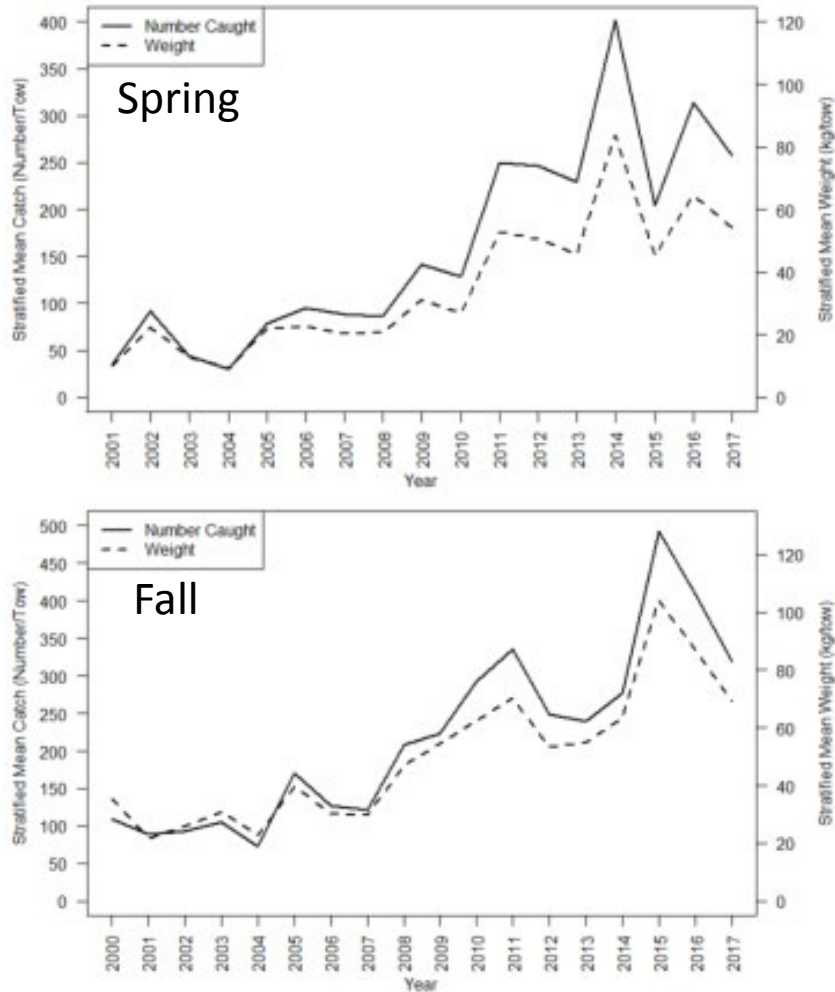 Number Caught
Weight
Spring
Stratified Mean Catch (Number/Tow)
400
350
300
250
200
150
100
50
0
120
100
80
60
40
20
0
Stratified Mean Weight (kg/tow)
2001 2002 2003 2004 2005 2006 2007 2008 2009 2010 2011 2012 2013 2014 2015 2016 2017
Year
Number Caught
Weight
Fall
Stratified Mean Catch (Number/Tow)
500
450
400
350
300
250
200
150
100
50
0
120
100
80
60
40
20
0
Stratified Mean Weight (kg/tow)
2000 2001 2002 2003 2004 2005 2006 2007 2008 2009 2010 2011 2012 2013 2014 2015 2016 2017
Year